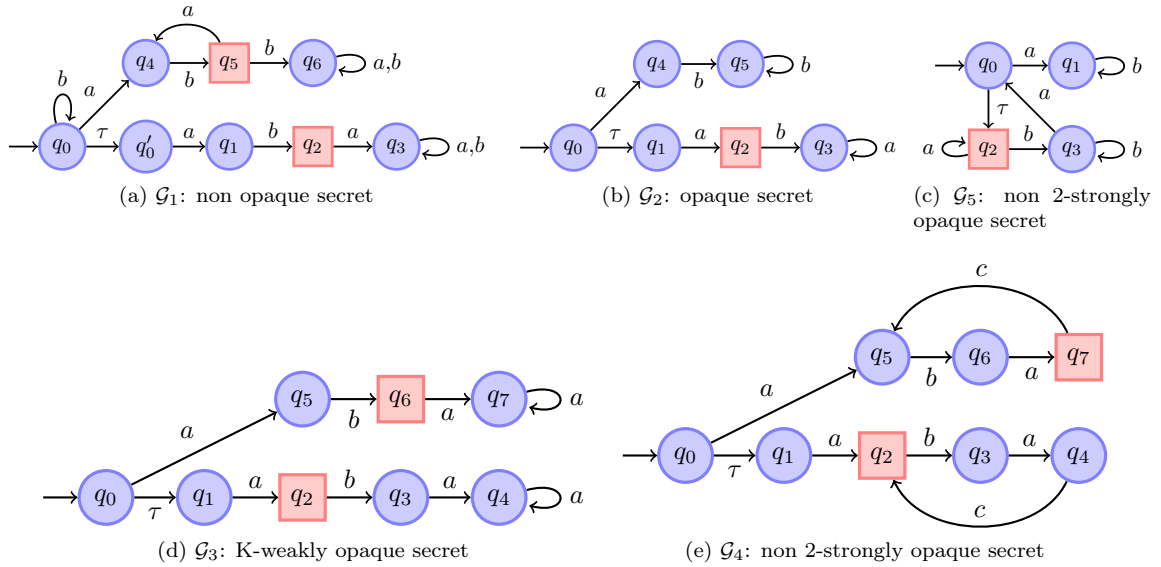 a
q₄ b q₅ b q₆ a,b
b
a
q₀ τ q′₀ a q₁ b q₂ a q₃ a,b
(a) 𝒢₁: non opaque secret
q₄ b q₅ b
a
q₀ τ q₁ a q₂ b q₃ a
(b) 𝒢₂: opaque secret
q₀ a q₁ b
τ a
a q₂ b q₃ b
(c) 𝒢₅: non 2-strongly
opaque secret
q₅ b q₆ a q₇ a
a
q₀ τ q₁ a q₂ b q₃ a q₄ a
(d) 𝒢₃: K-weakly opaque secret
c
q₅ b q₆ a q₇
a
q₀ τ q₁ a q₂ b q₃ a q₄
c
(e) 𝒢₄: non 2-strongly opaque secret